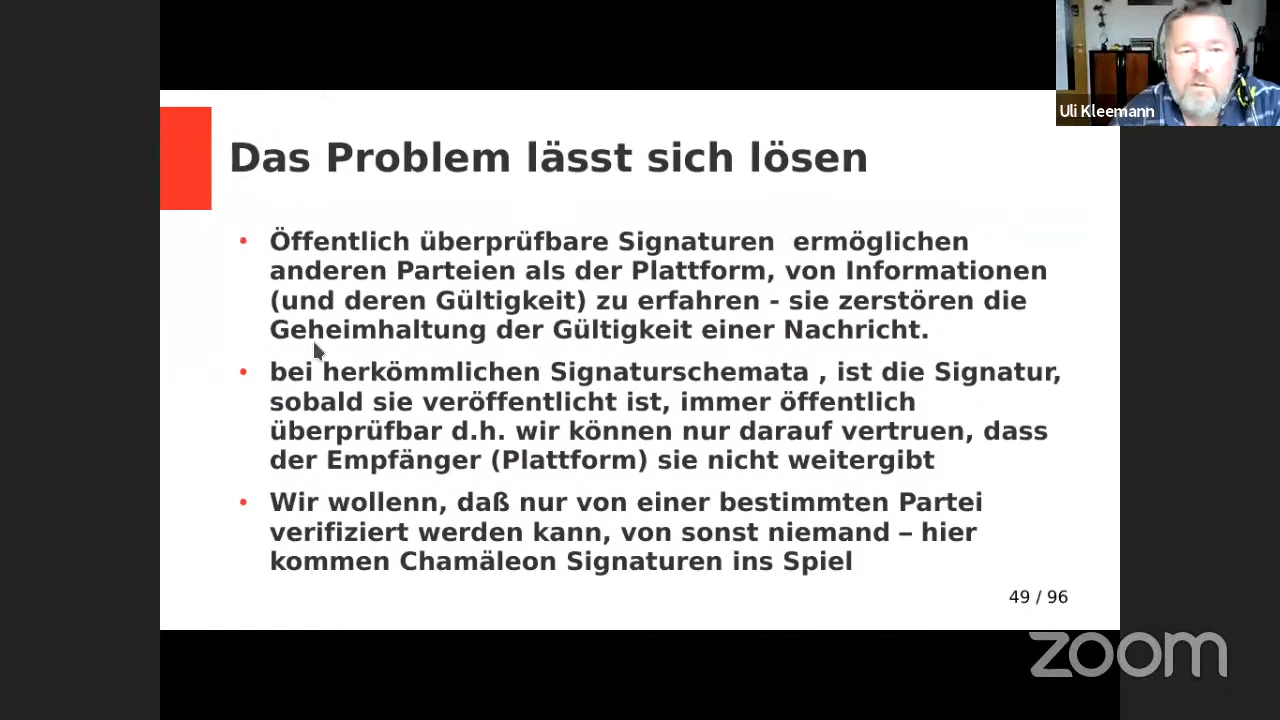 Uli Kleemann
Das Problem lässt sich lösen
• Öffentlich überprüfbare Signaturen ermöglichen
anderen Parteien als der Plattform, von Informationen
(und deren Gültigkeit) zu erfahren - sie zerstören die
Geheimhaltung der Gültigkeit einer Nachricht.
• bei herkömmlichen Signaturschemata , ist die Signatur,
sobald sie veröffentlicht ist, immer öffentlich
überprüfbar d.h. wir können nur darauf vertruen, dass
der Empfänger (Plattform) sie nicht weitergibt
• Wir wollenn, daß nur von einer bestimmten Partei
verifiziert werden kann, von sonst niemand – hier
kommen Chamäleon Signaturen ins Spiel
49 / 96
zoom